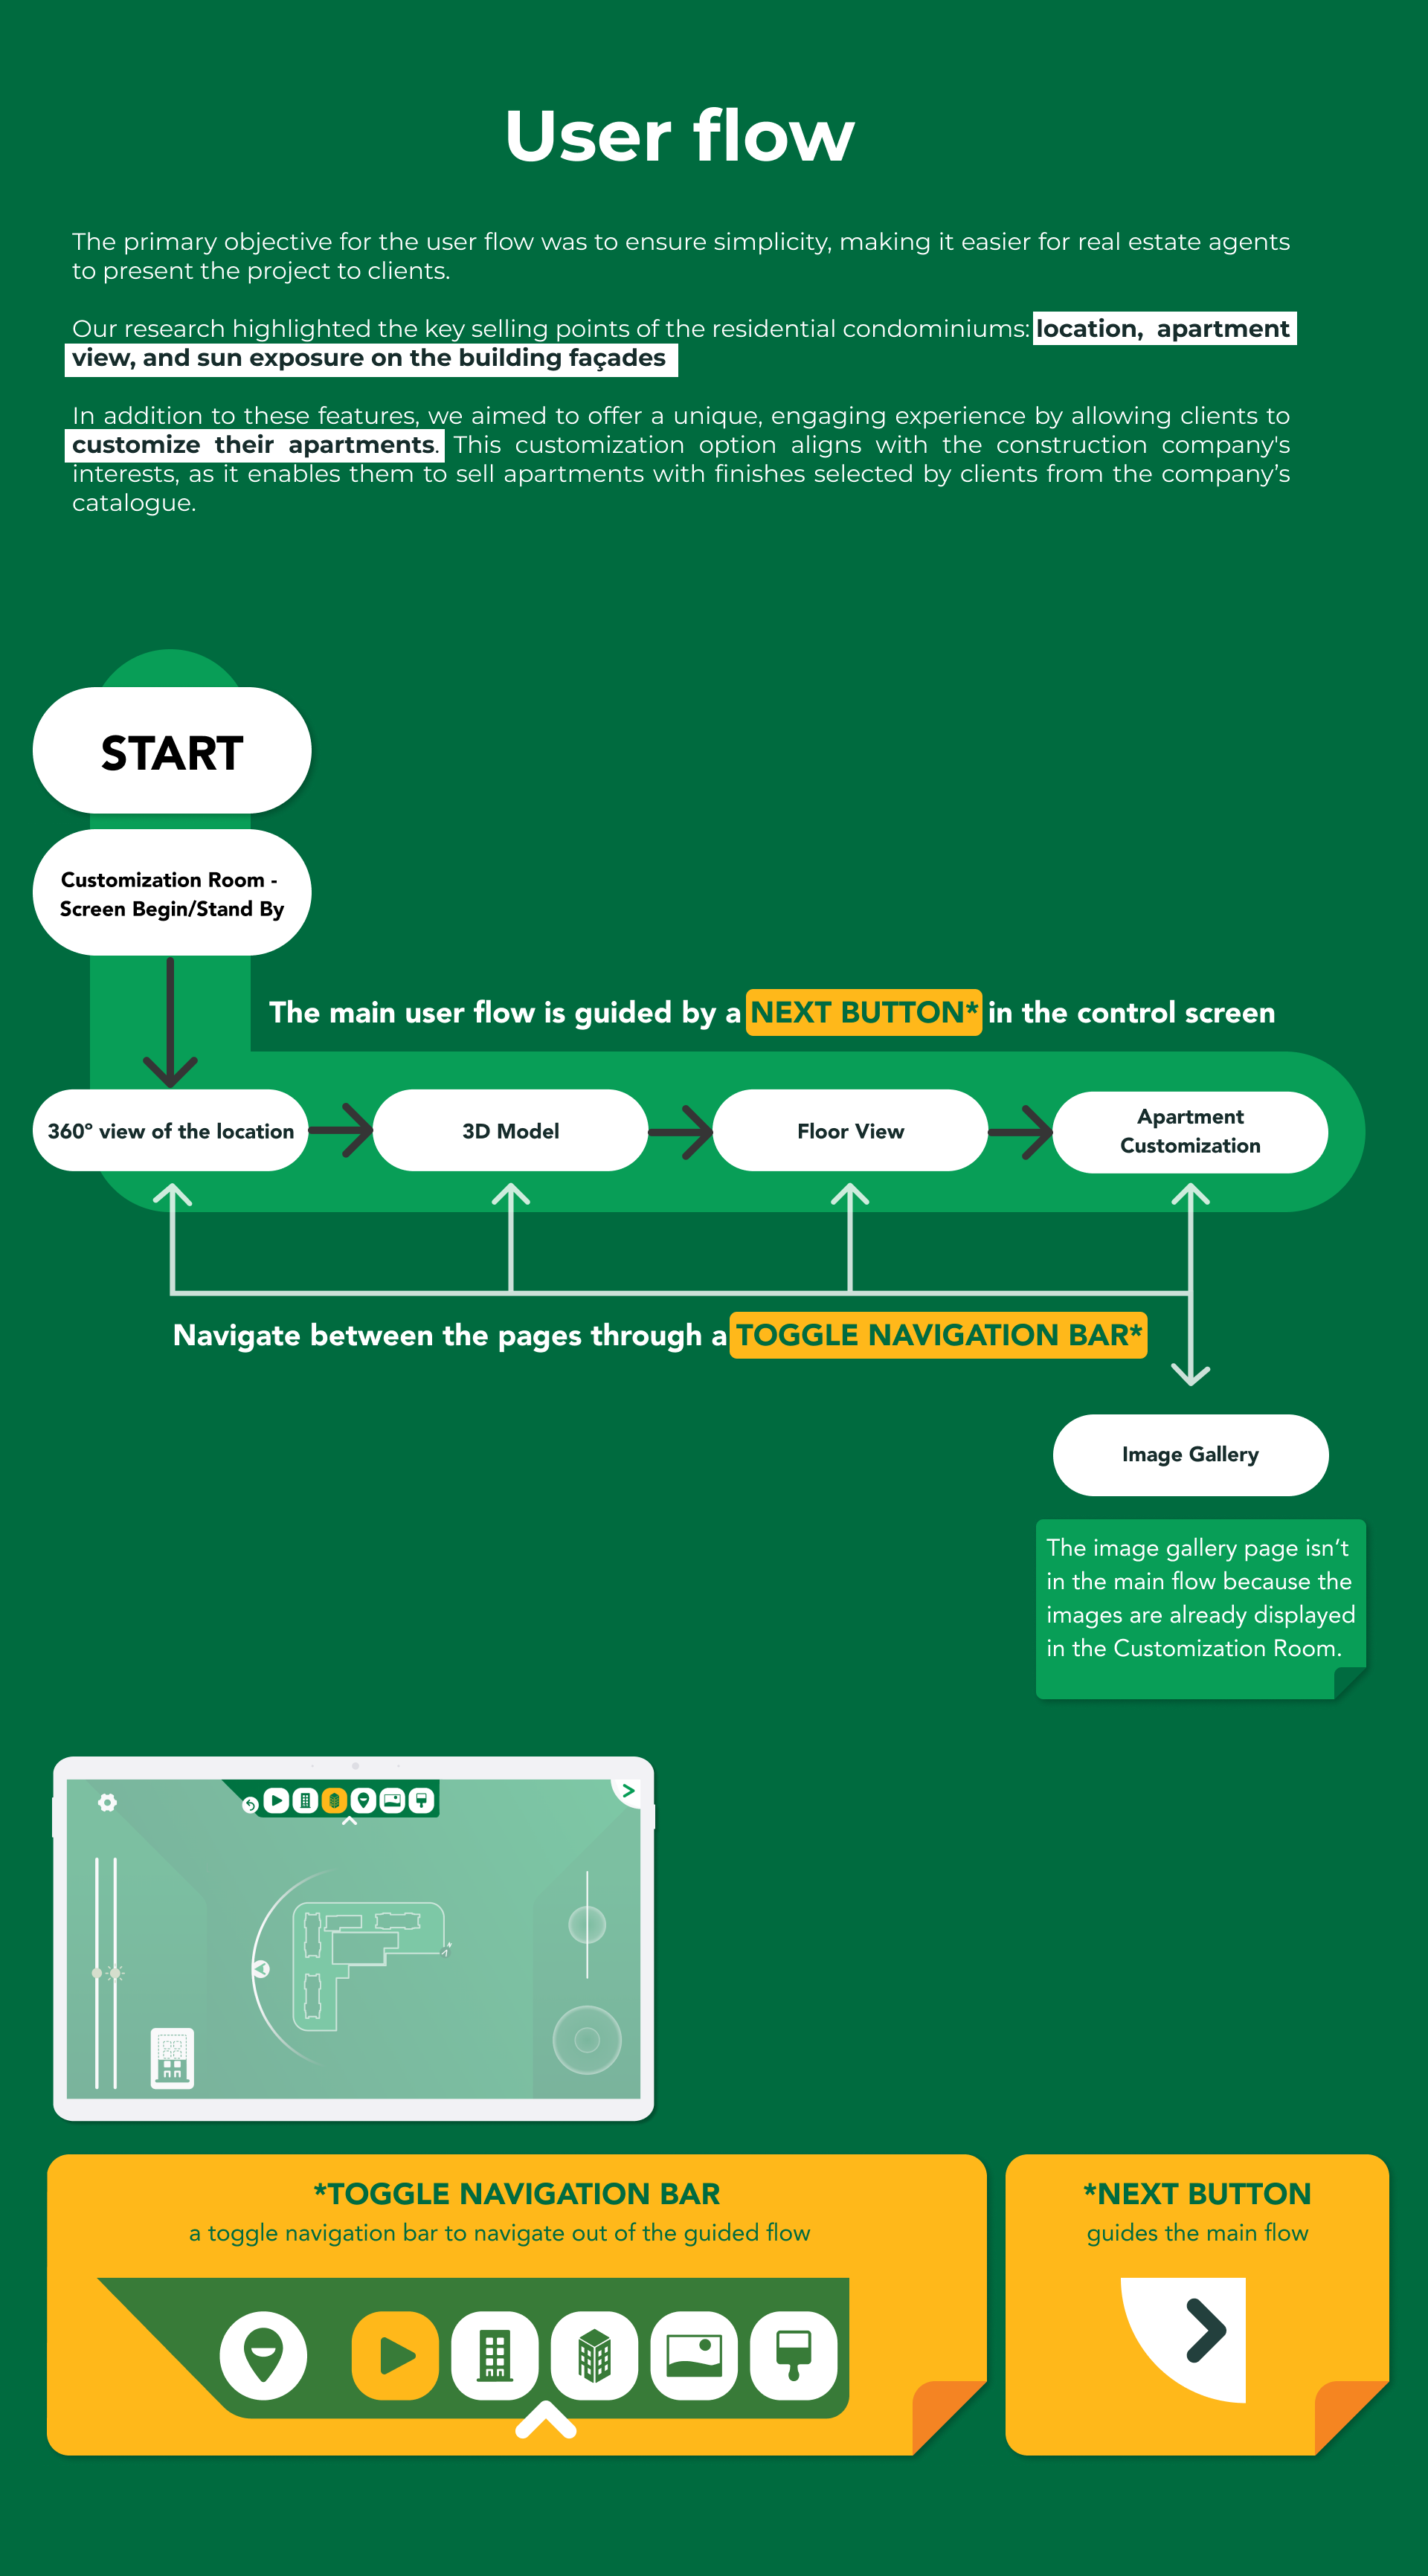 User flow
The primary objective for the user flow was to ensure simplicity, making it easier for real estate agents
to present the project to clients.
Our research highlighted the key selling points of the residential condominiums: location, apartment
view, and sun exposure on the building façades
In addition to these features, we aimed to offer a unique, engaging experience by allowing clients to
customize their apartments. This customization option aligns with the construction company's
interests, as it enables them to sell apartments with finishes selected by clients from the company’s
catalogue.
START
Customization Room -
Screen Begin/Stand By
The main user flow is guided by a NEXT BUTTON* in the control screen
360º view of the location
3D Model
Floor View
Apartment
Customization
Navigate between the pages through a TOGGLE NAVIGATION BAR*
Image Gallery
The image gallery page isn’t
in the main flow because the
images are already displayed
in the Customization Room.
*TOGGLE NAVIGATION BAR
a toggle navigation bar to navigate out of the guided flow
*NEXT BUTTON
guides the main flow